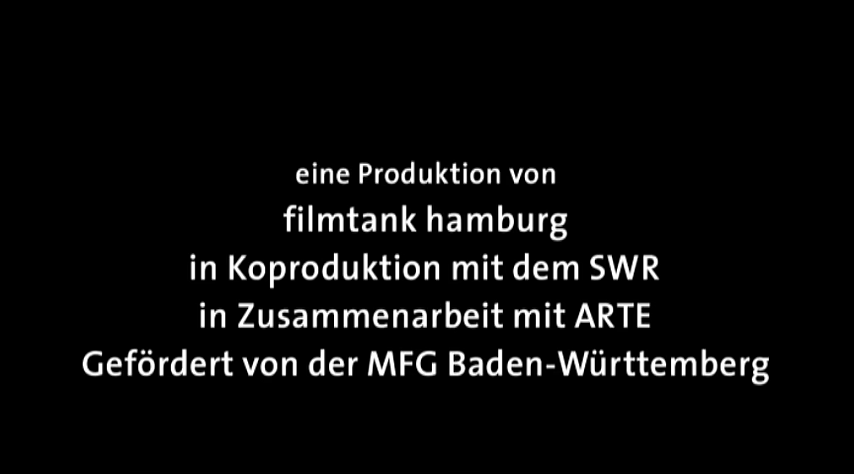 eine Produktion von
filmtank hamburg
in Koproduktion mit dem SWR
in Zusammenarbeit mit ARTE
Gefördert von der MFG Baden-Württemberg